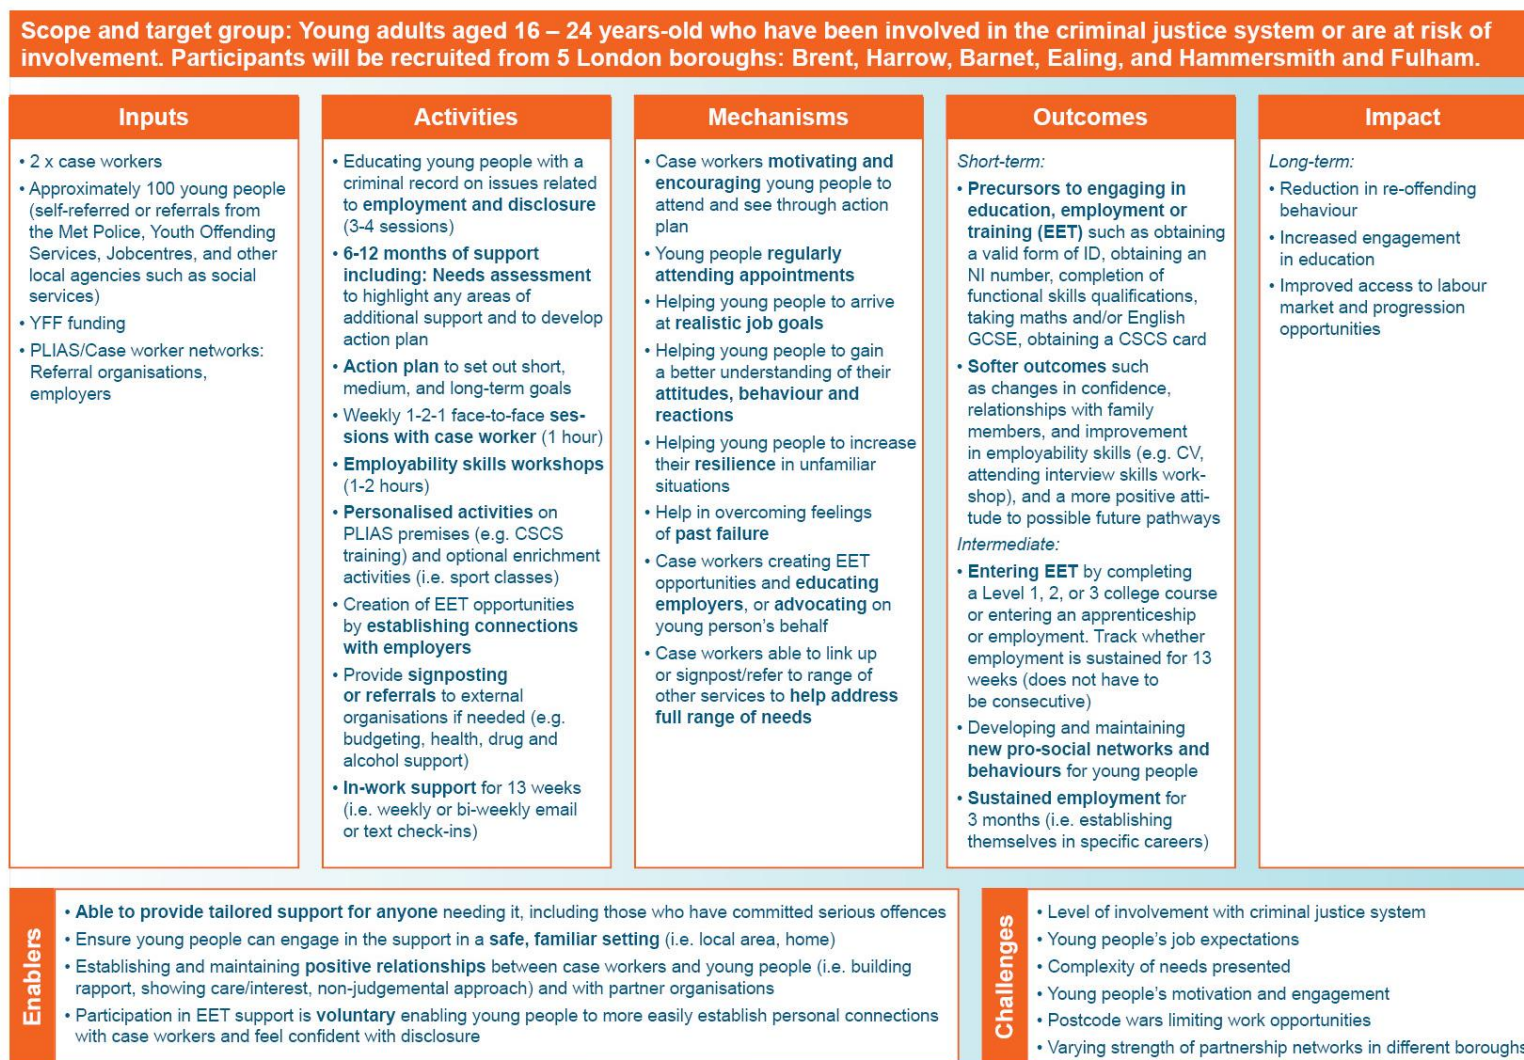 Scope and target group: Young adults aged 16 – 24 years-old who have been involved in the criminal justice system or are at risk of
involvement. Participants will be recruited from 5 London boroughs: Brent, Harrow, Barnet, Ealing, and Hammersmith and Fulham.
Inputs
• 2 x case workers
• Approximately 100 young people
(self-referred or referrals from
the Met Police, Youth Offending
Services, Jobcentres, and other
local agencies such as social
services)
• YFF funding
• PLIAS/Case worker networks:
Referral organisations,
employers
Activities
• Educating young people with a
criminal record on issues related
to employment and disclosure
(3-4 sessions)
• 6-12 months of support
including: Needs assessment
to highlight any areas of
additional support and to develop
action plan
• Action plan to set out short,
medium, and long-term goals
• Weekly 1-2-1 face-to-face ses-
sions with case worker (1 hour)
• Employability skills workshops
(1-2 hours)
• Personalised activities on
PLIAS premises (e.g. CSCS
training) and optional enrichment
activities (i.e. sport classes)
• Creation of EET opportunities
by establishing connections
with employers
• Provide signposting
or referrals to external
organisations if needed (e.g.
budgeting, health, drug and
alcohol support)
• In-work support for 13 weeks
(i.e. weekly or bi-weekly email
or text check-ins)
Mechanisms
• Case workers motivating and
encouraging young people to
attend and see through action
plan
• Young people regularly
attending appointments
• Helping young people to arrive
at realistic job goals
• Helping young people to gain
a better understanding of their
attitudes, behaviour and
reactions
• Helping young people to increase
their resilience in unfamiliar
situations
• Help in overcoming feelings
of past failure
• Case workers creating EET
opportunities and educating
employers, or advocating on
young person's behalf
• Case workers able to link up
or signpost/refer to range of
other services to help address
full range of needs
Outcomes
Short-term:
• Precursors to engaging in
education, employment or
training (EET) such as obtaining
a valid form of ID, obtaining an
NI number, completion of
functional skills qualifications,
taking maths and/or English
GCSE, obtaining a CSCS card
• Softer outcomes such
as changes in confidence,
relationships with family
members, and improvement
in employability skills (e.g. CV,
attending interview skills work-
shop), and a more positive atti-
tude to possible future pathways
Intermediate:
• Entering EET by completing
a Level 1, 2, or 3 college course
or entering an apprenticeship
or employment. Track whether
employment is sustained for 13
weeks (does not have to
be consecutive)
• Developing and maintaining
new pro-social networks and
behaviours for young people
• Sustained employment for
3 months (i.e. establishing
themselves in specific careers)
Impact
Long-term:
• Reduction in re-offending
behaviour
• Increased engagement
in education
• Improved access to labour
market and progression
opportunities
Enablers
• Able to provide tailored support for anyone needing it, including those who have committed serious offences
• Ensure young people can engage in the support in a safe, familiar setting (i.e. local area, home)
• Establishing and maintaining positive relationships between case workers and young people (i.e. building
rapport, showing care/interest, non-judgemental approach) and with partner organisations
• Participation in EET support is voluntary enabling young people to more easily establish personal connections
with case workers and feel confident with disclosure
Challenges
• Level of involvement with criminal justice system
• Young people's job expectations
• Complexity of needs presented
• Young people's motivation and engagement
• Postcode wars limiting work opportunities
• Varying strength of partnership networks in different boroughs